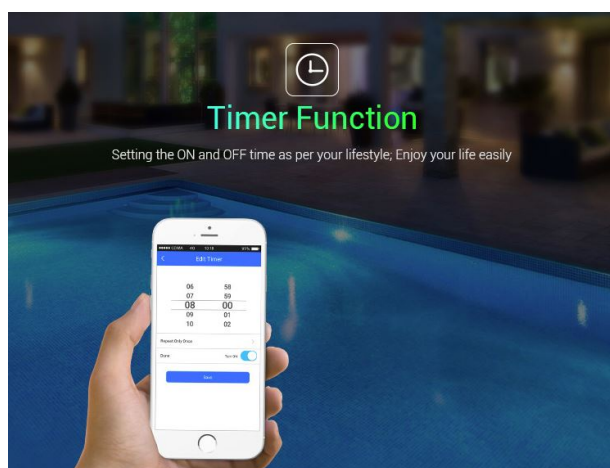 Timer Function
Setting the ON and OFF time as per your lifestyle; Enjoy your life easily
Edit Timer
06 58
07 59
08 00
09 01
10 02
Repeat Only Once
Save